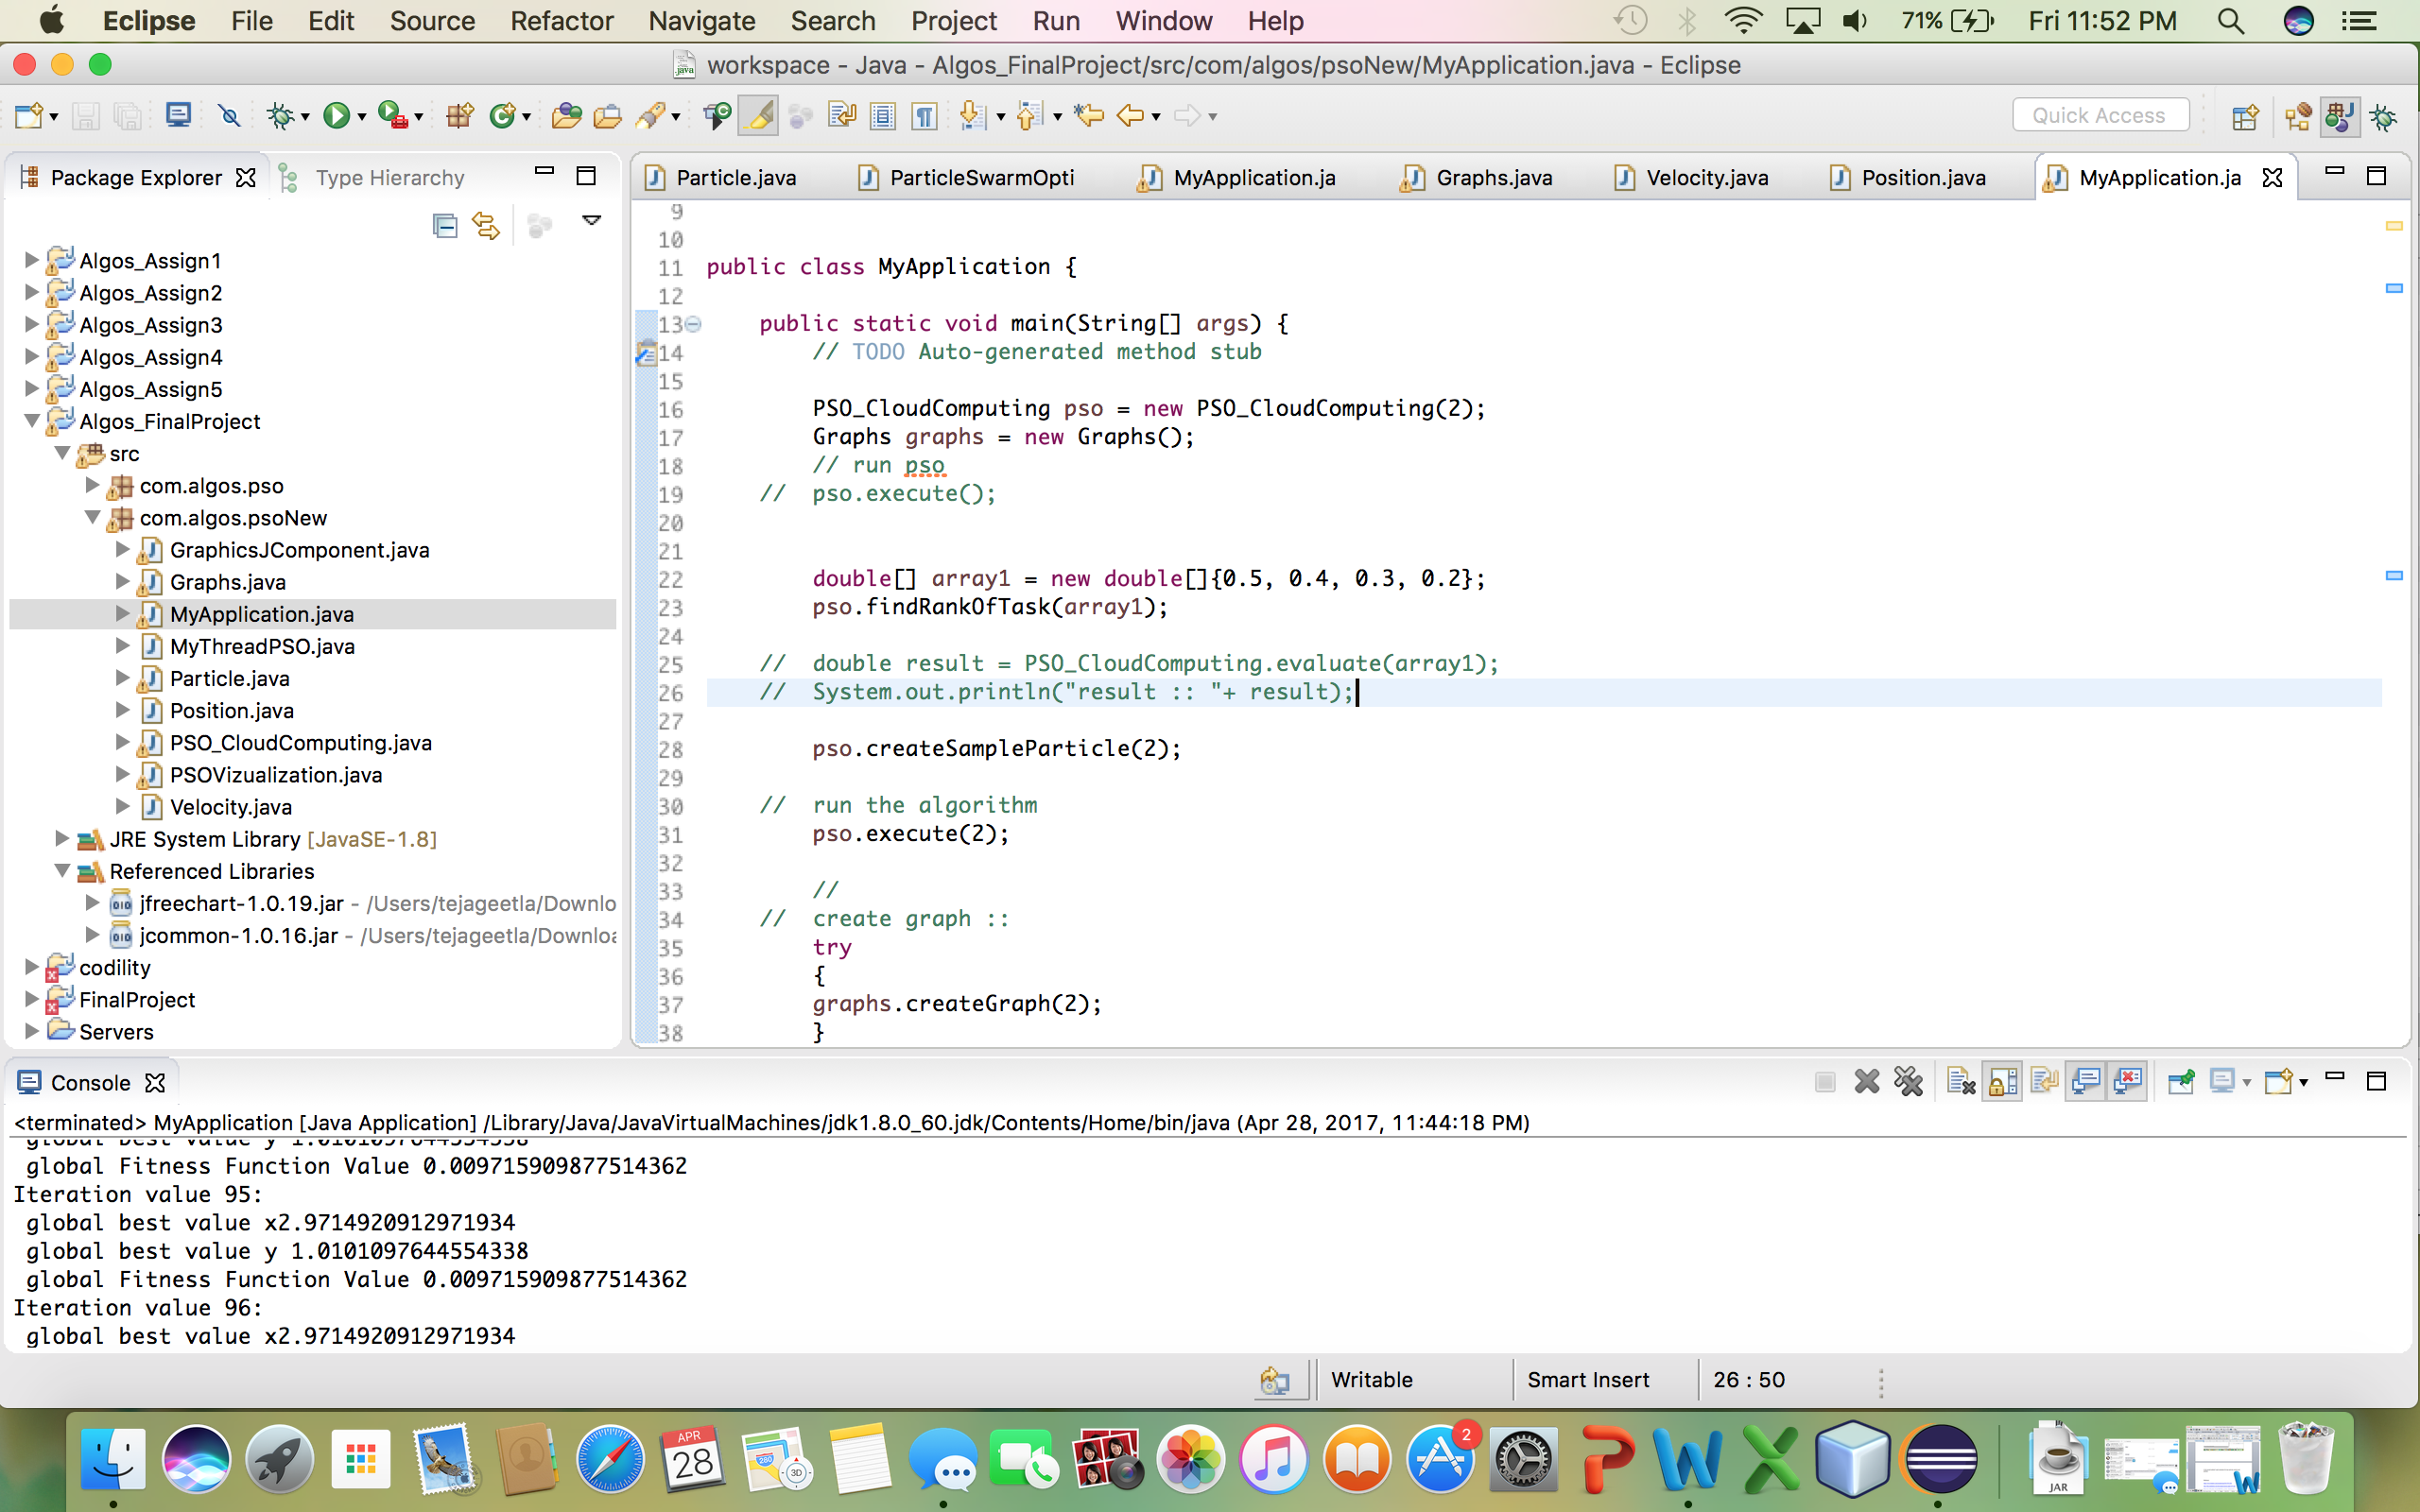 Eclipse File Edit Source Refactor Navigate Search Project Run Window Help 71% Fri 11:52 PM
workspace - Java - Algos_FinalProject/src/com/algos/psoNew/MyApplication.java - Eclipse
Quick Access
Package Explorer Type Hierarchy
Algos_Assign1
Algos_Assign2
Algos_Assign3
Algos_Assign4
Algos_Assign5
Algos_FinalProject
src
com.algos.pso
com.algos.psoNew
GraphicsJComponent.java
Graphs.java
MyApplication.java
MyThreadPSO.java
Particle.java
Position.java
PSO_CloudComputing.java
PSOVizualization.java
Velocity.java
JRE System Library [JavaSE-1.8]
Referenced Libraries
jfreechart-1.0.19.jar - /Users/tejageetla/Downlo
jcommon-1.0.16.jar - /Users/tejageetla/Downloa
codility
FinalProject
Servers
Particle.java ParticleSwarmOpti MyApplication.ja Graphs.java Velocity.java Position.java MyApplication.ja
9
10
11 public class MyApplication {
12
13 public static void main(String[] args) {
14 // TODO Auto-generated method stub
15
16 PSO_CloudComputing pso = new PSO_CloudComputing(2);
17 Graphs graphs = new Graphs();
18 // run pso
19 // pso.execute();
20
21
22 double[] array1 = new double[]{0.5, 0.4, 0.3, 0.2};
23 pso.findRankOfTask(array1);
24
25 // double result = PSO_CloudComputing.evaluate(array1);
26 // System.out.println("result :: "+ result);
27
28 pso.createSampleParticle(2);
29
30 // run the algorithm
31 pso.execute(2);
32
33 //
34 // create graph ::
35 try
36 {
37 graphs.createGraph(2);
38 }
Console
<terminated> MyApplication [Java Application] /Library/Java/JavaVirtualMachines/jdk1.8.0_60.jdk/Contents/Home/bin/java (Apr 28, 2017, 11:44:18 PM)
global best value y 1.0101097644554338
global Fitness Function Value 0.009715909877514362
Iteration value 95:
global best value x2.9714920912971934
global best value y 1.0101097644554338
global Fitness Function Value 0.009715909877514362
Iteration value 96:
global best value x2.9714920912971934
Writable Smart Insert 26 : 50
APR
28
280
3D
2
JAR